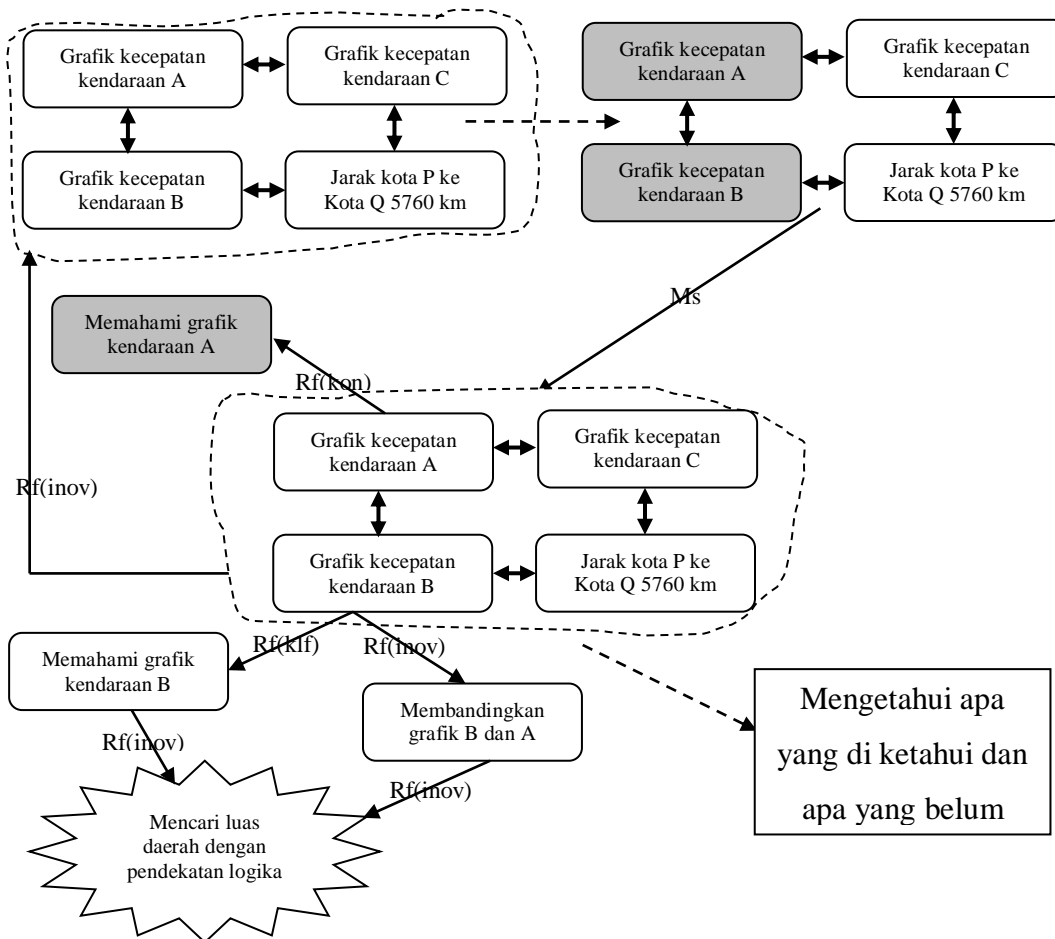 Grafik kecepatan
kendaraan A
Grafik kecepatan
kendaraan C
Grafik kecepatan
kendaraan B
Jarak kota P ke
Kota Q 5760 km
Grafik kecepatan
kendaraan A
Grafik kecepatan
kendaraan C
Grafik kecepatan
kendaraan B
Jarak kota P ke
Kota Q 5760 km
Ms
Memahami grafik
kendaraan A
Rf(kon)
Grafik kecepatan
kendaraan A
Grafik kecepatan
kendaraan C
Rf(inov)
Grafik kecepatan
kendaraan B
Jarak kota P ke
Kota Q 5760 km
Rf(klf)
Rf(inov)
Memahami grafik
kendaraan B
Membandingkan
grafik B dan A
Mengetahui apa
yang di ketahui dan
apa yang belum
Rf(inov)
Rf(inov)
Mencari luas
daerah dengan
pendekatan logika